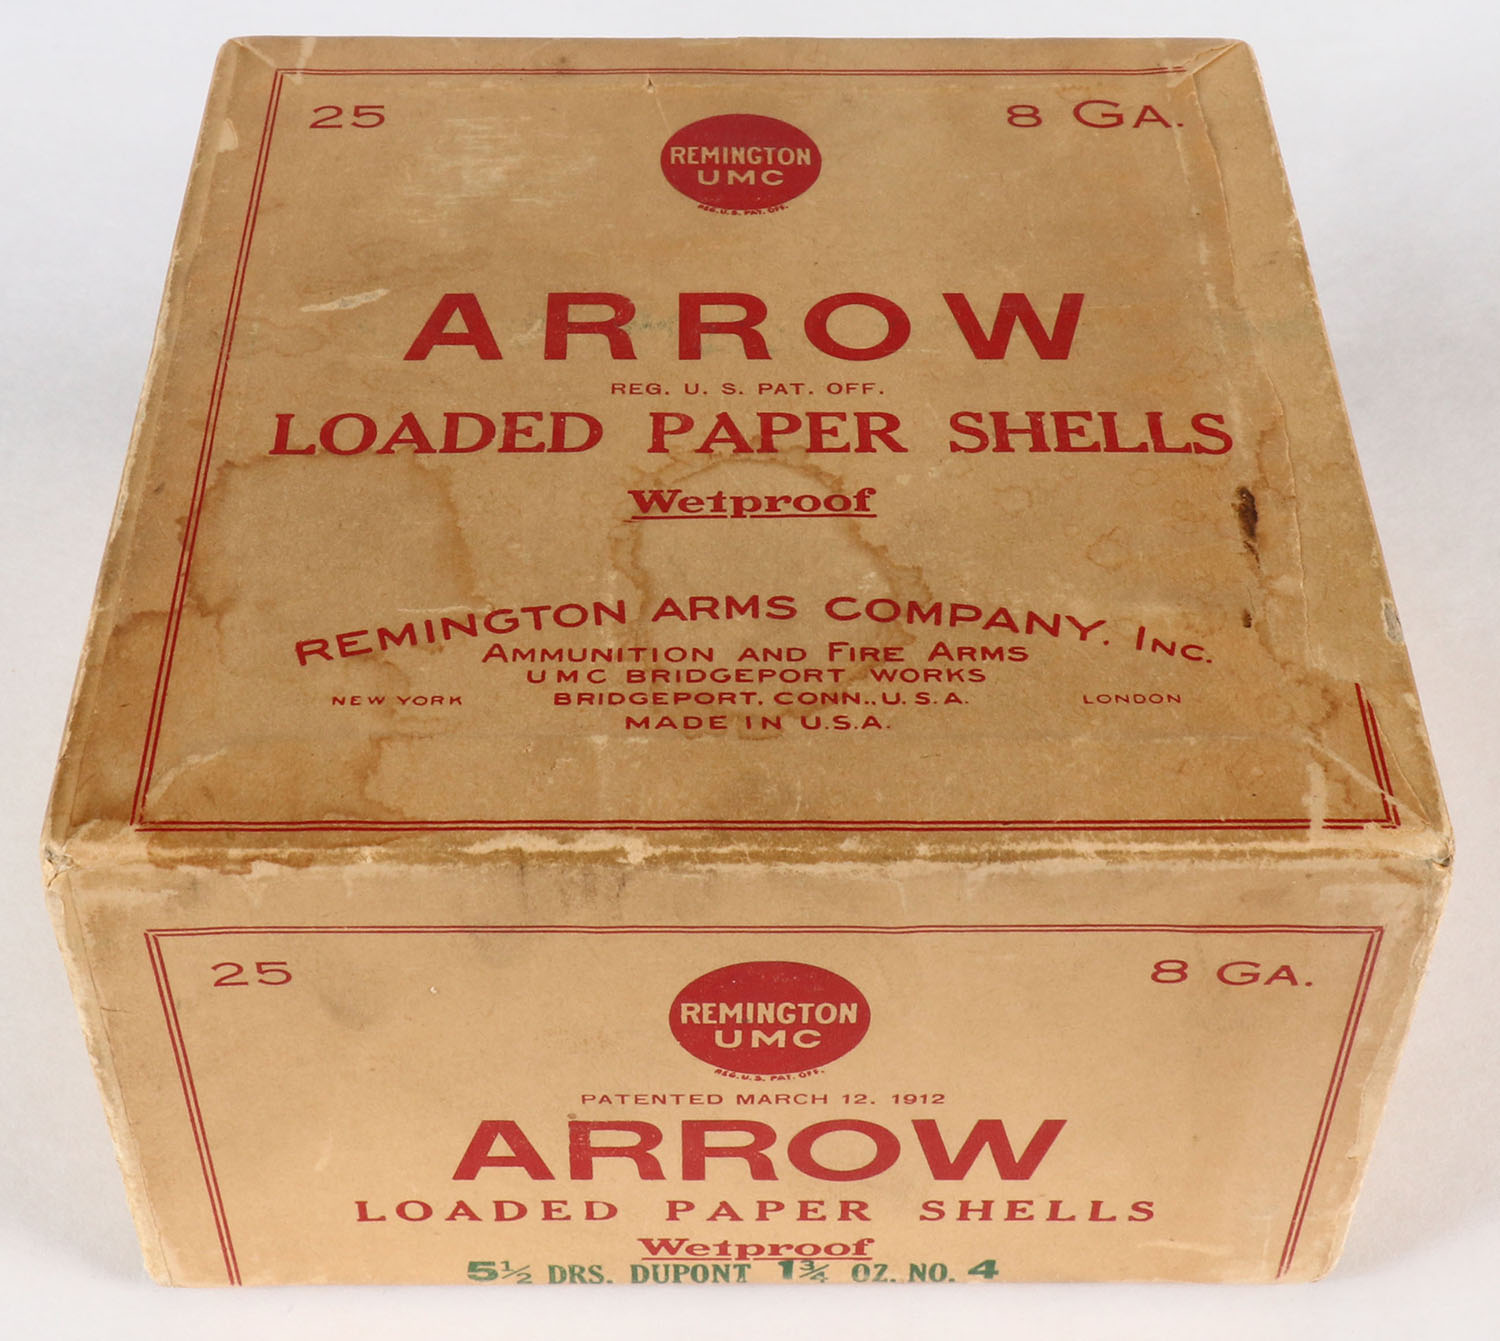 25
8 GA.
REMINGTON
UMC
REG. U. S. PAT. OFF.
ARROW
REG. U. S. PAT. OFF.
LOADED PAPER SHELLS
Wetproof
REMINGTON ARMS COMPANY, INC.
AMMUNITION AND FIRE ARMS
UMC BRIDGEPORT WORKS
NEW YORK BRIDGEPORT, CONN., U.S.A. LONDON
MADE IN U.S.A.
25
8 GA.
REMINGTON
UMC
REG. U. S. PAT. OFF.
PATENTED MARCH 12. 1912
ARROW
LOADED PAPER SHELLS
Wetproof
5½ DRS. DUPONT 1¾ OZ. NO. 4